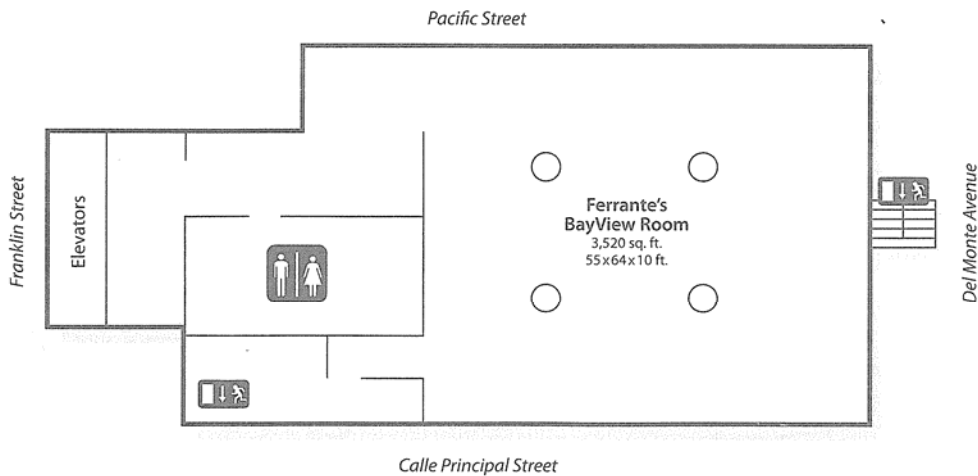 Pacific Street
Franklin Street
Elevators
Ferrante's
BayView Room
3,520 sq. ft.
55x64x10 ft.
Del Monte Avenue
Calle Principal Street